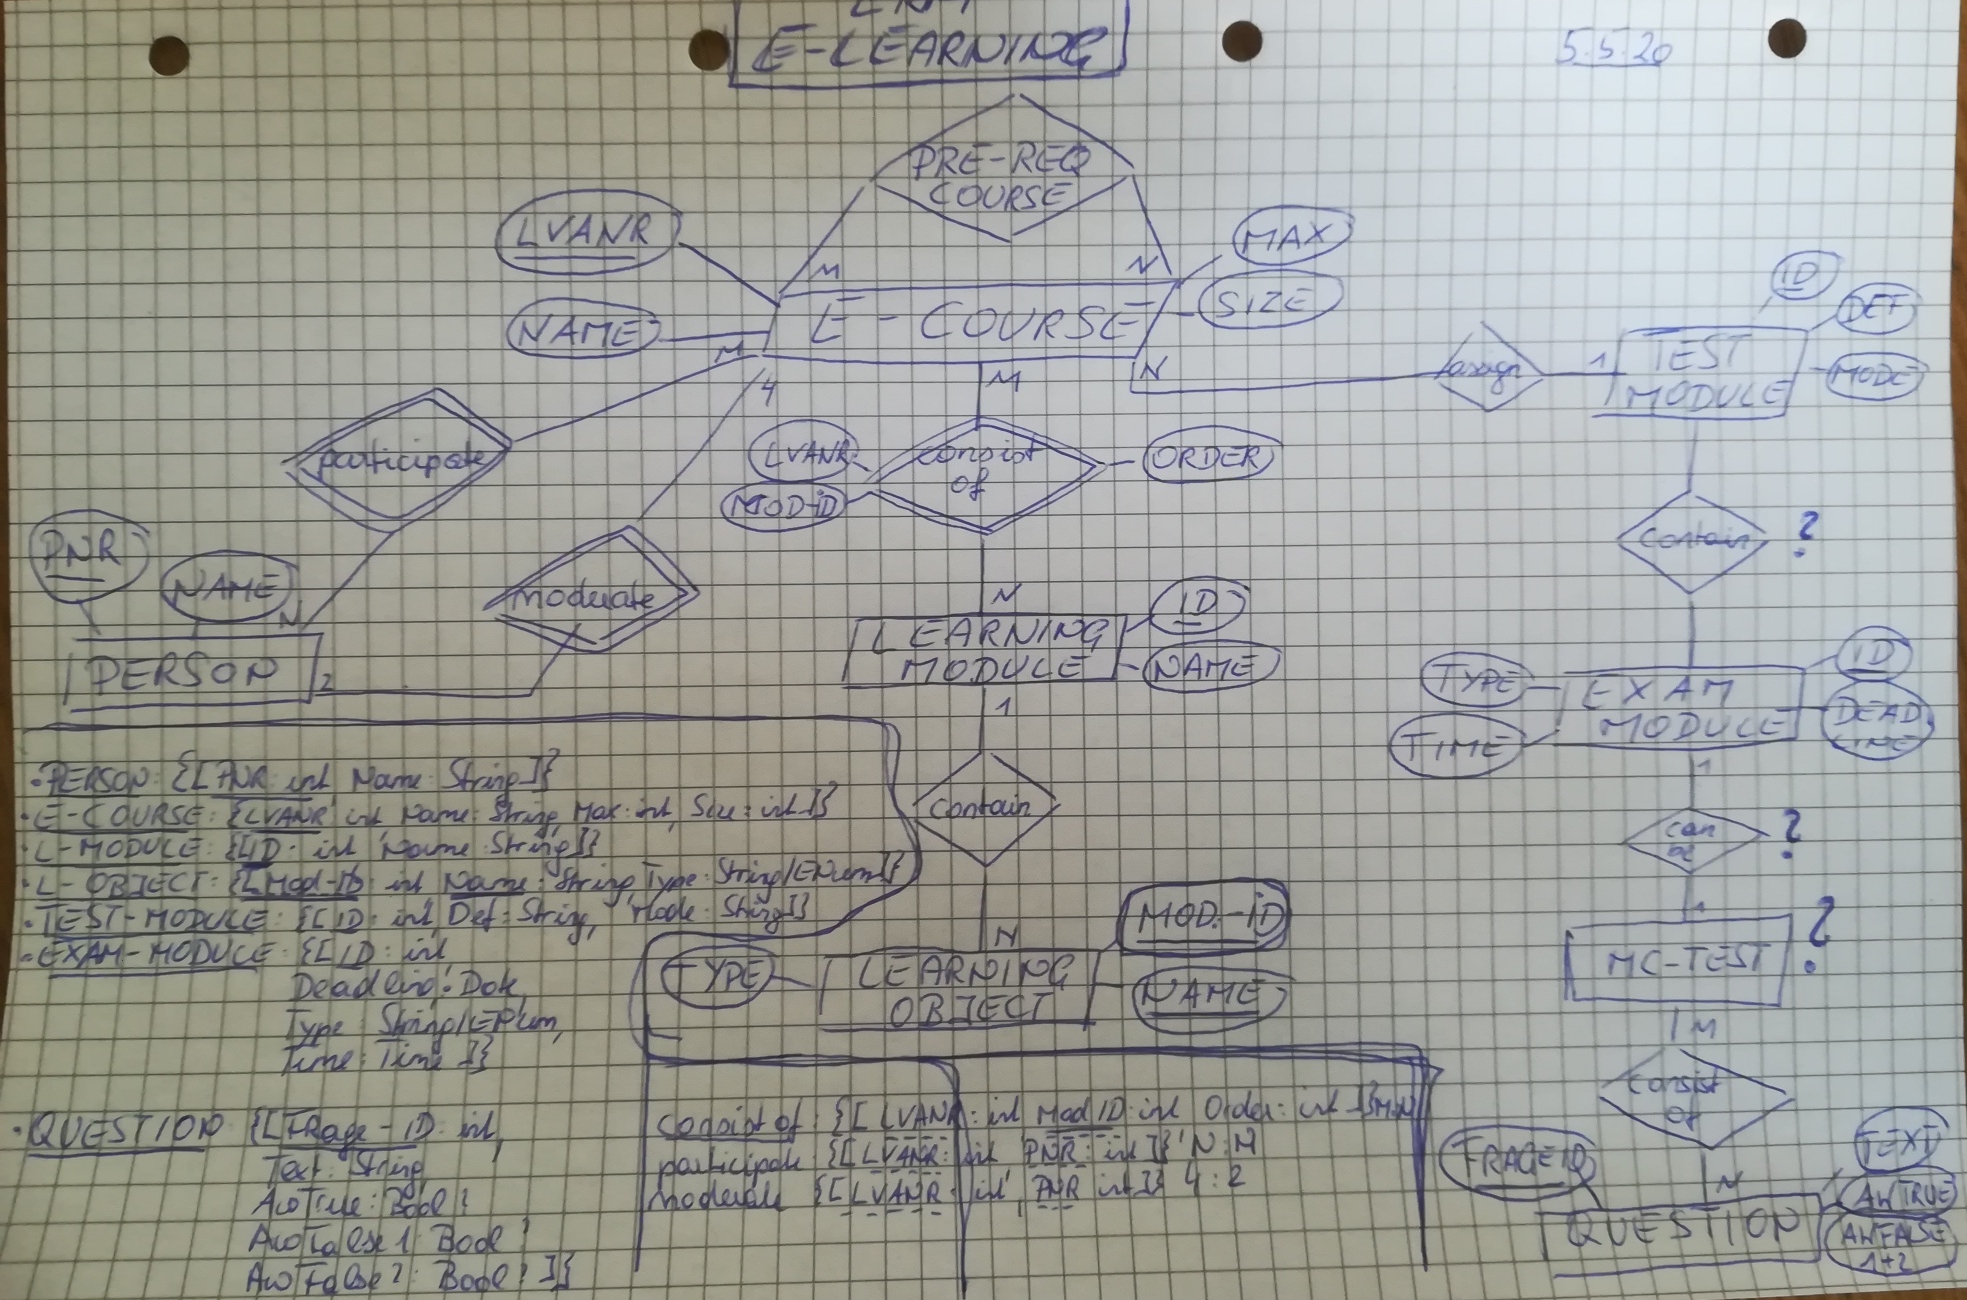 E-LEARNING
5.5.20
PRE-REQ
COURSE
LVANR
MAX
M
N
NAME
E-COURSE
SIZE
ID
DEF
M
4
M
N
assign
1
TEST
MODULE
MODE
participate
LVANR
consist
of
ORDER
MOD-ID
contain
?
PNR
NAME
N
moderate
N
ID
LEARNING
MODULE
NAME
PERSON
2
1
TYPE
EXAM
MODULE
ID
DEAD
LINE
TIME
1
• PERSON: {[PNR: int Name: String]}
• E-COURSE: {[LVANR: int, Name: String, Max: int, Size: int]}
• L-MODULE: {[ID: int Name: String]}
• L-OBJECT: {[Mod-ID: int Name: String, Type: String/ENum]}
• TEST-MODULE: {[ID: int, Def: String, Mode: String]}
• EXAM-MODULE: {[ID: int,
Deadline: Date,
Type: String/ENum,
Time: Time]}
contain
can
be
?
1
N
MOD.-ID
TYPE
LEARNING
OBJECT
NAME
MC-TEST
?
M
consist
of
• QUESTION {[Frage-ID: int,
Text: String,
AwTrue: Bool?
AwFalse1: Bool?
AwFalse2: Bool?]}
consist of {[LVANR: int ModID: int Order: int]} M:N
participate {[LVANR: int PNR: int]} N:M
moderate {[LVANR: int, PNR int]} 4:2
FRAGEID
N
TEXT
AWTRUE
QUESTION
AWFALSE
1+2